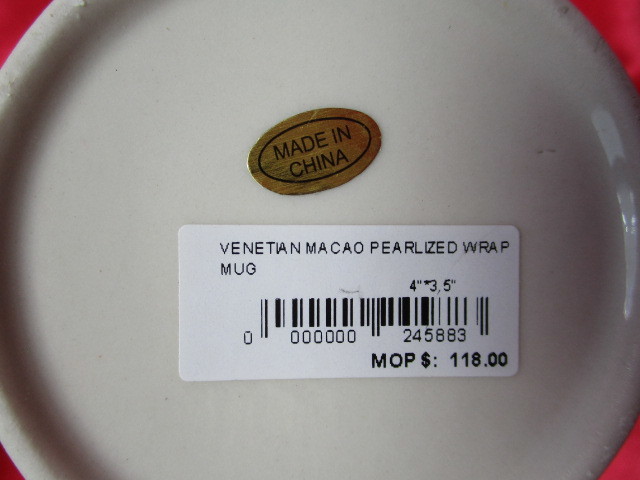 MADE IN
CHINA
VENETIAN MACAO PEARLIZED WRAP
MUG
4"*3,5"
0 000000 245883
MOP$: 118.00